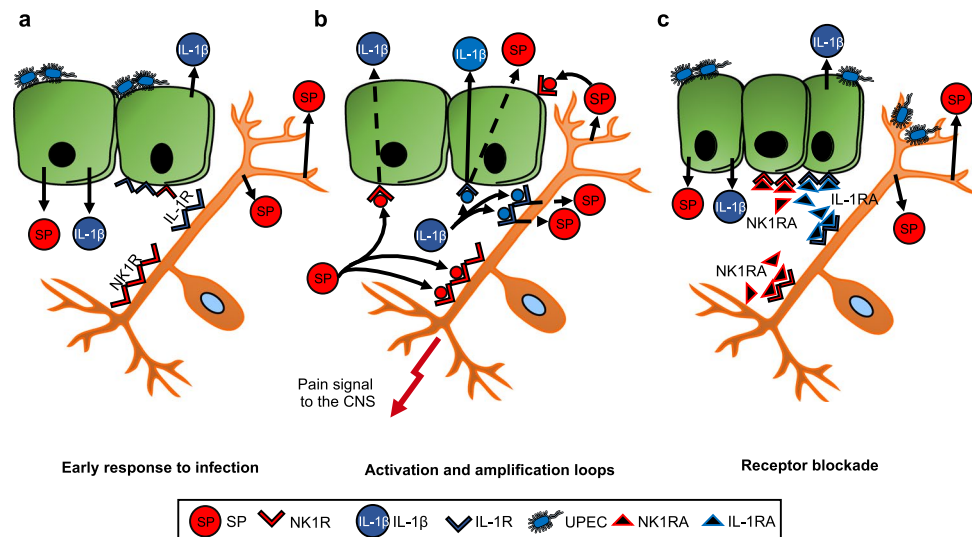 a
b
c
IL-1β
SP
SP
IL-1β
SP
IL-1R
NK1R
IL-1β
IL-1β
SP
SP
SP
SP
IL-1β
SP
Pain signal
to the CNS
IL-1β
SP
SP
IL-1β
SP
IL-1RA
NK1RA
NK1RA
Early response to infection
Activation and amplification loops
Receptor blockade
SP SP NK1R IL-1β IL-1β IL-1R UPEC NK1RA IL-1RA